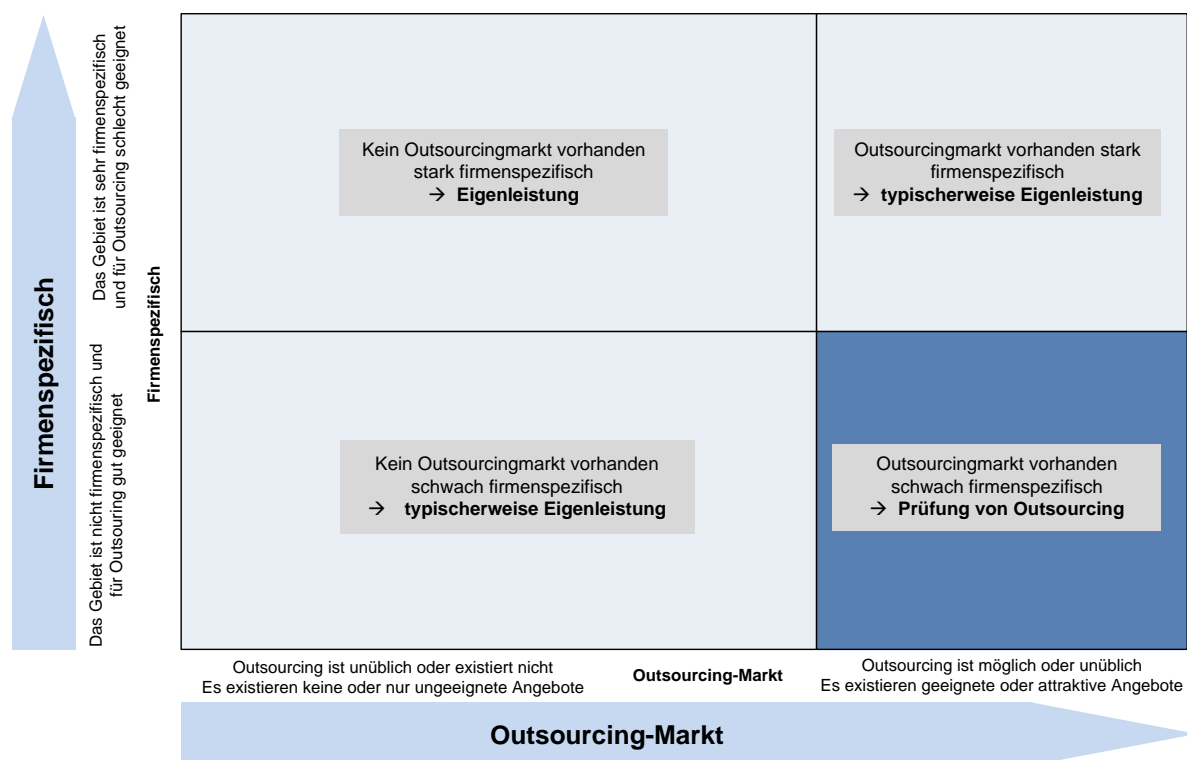 Firmenspezifisch
Das Gebiet ist sehr firmenspezifisch
und für Outsourcing schlecht geeignet
Das Gebiet ist nicht firmenspezifisch und
für Outsouring gut geeignet
Firmenspezifisch
Kein Outsourcingmarkt vorhanden
stark firmenspezifisch
→ Eigenleistung
Outsourcingmarkt vorhanden stark
firmenspezifisch
→ typischerweise Eigenleistung
Kein Outsourcingmarkt vorhanden
schwach firmenspezifisch
→ typischerweise Eigenleistung
Outsourcingmarkt vorhanden
schwach firmenspezifisch
→ Prüfung von Outsourcing
Outsourcing ist unüblich oder existiert nicht
Es existieren keine oder nur ungeeignete Angebote
Outsourcing-Markt
Outsourcing ist möglich oder unüblich
Es existieren geeignete oder attraktive Angebote
Outsourcing-Markt